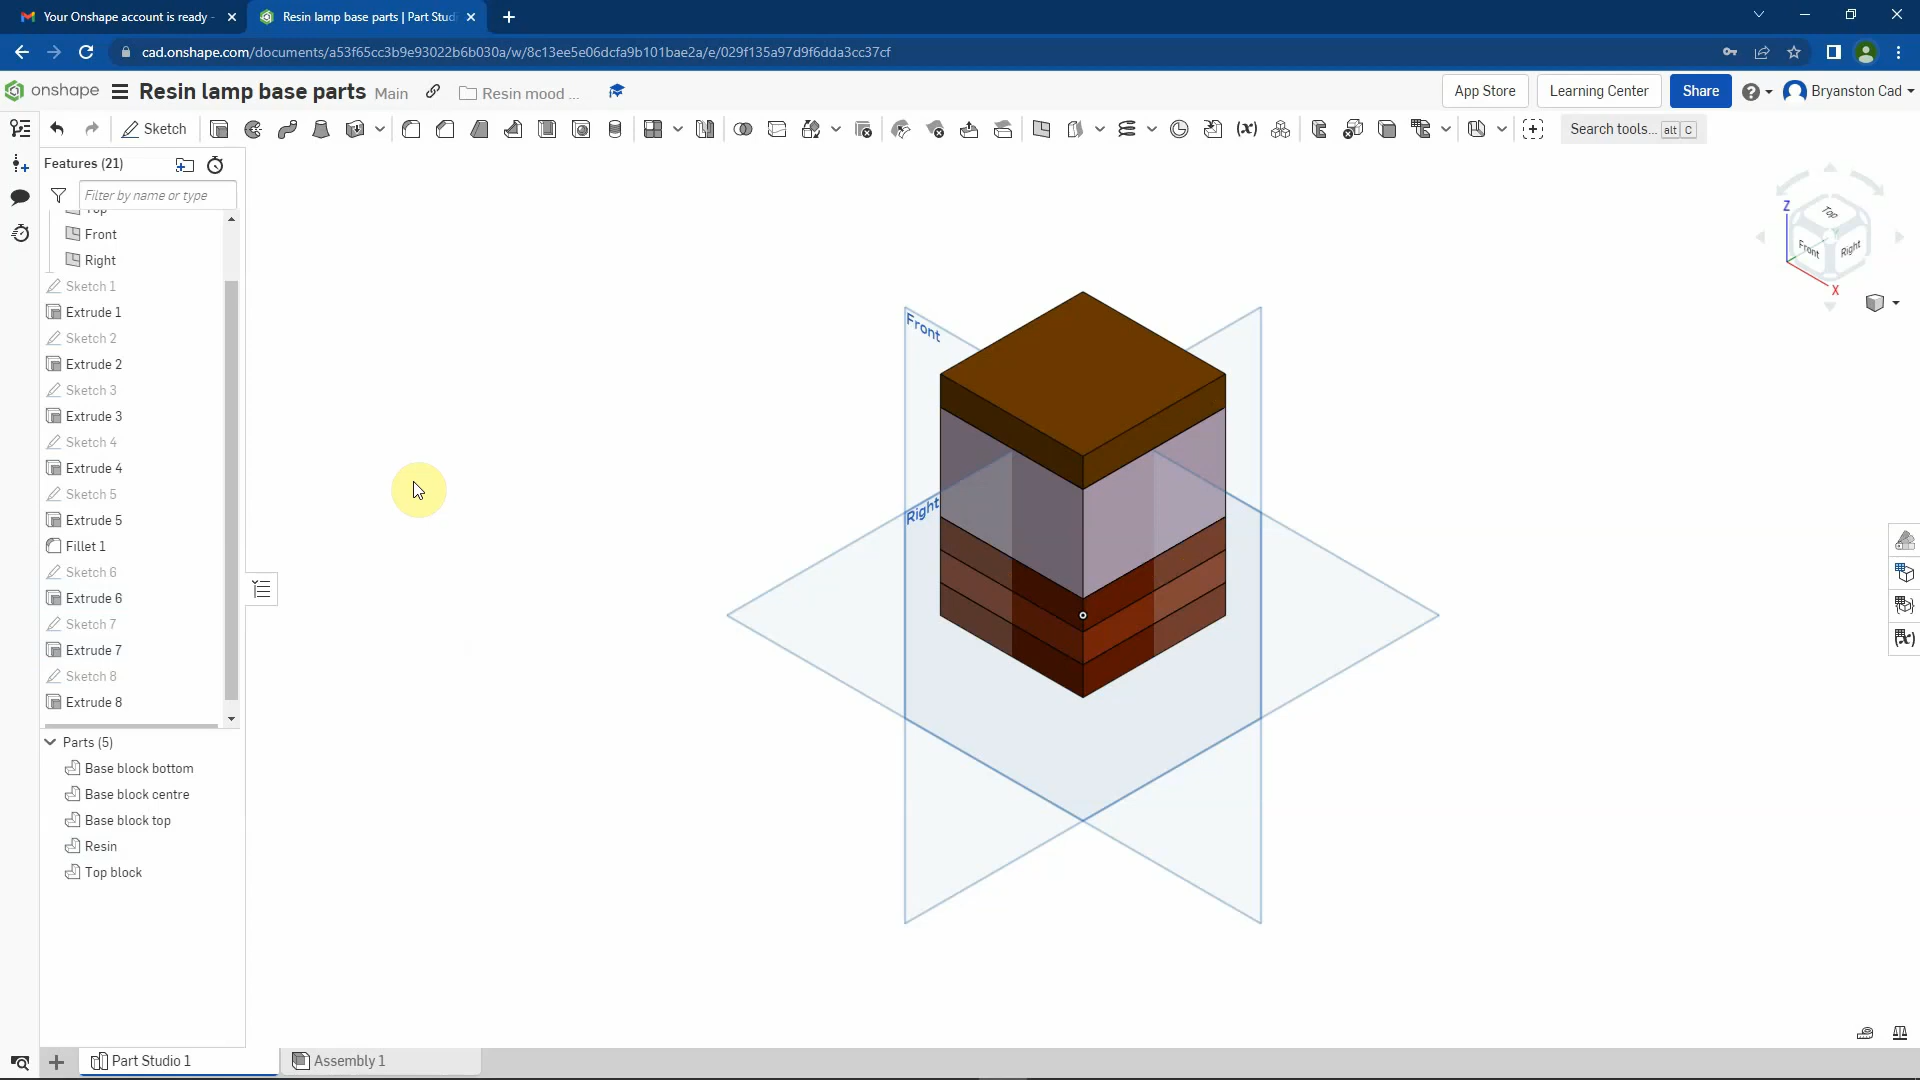 Your Onshape account is ready -
Resin lamp base parts | Part Studi
cad.onshape.com/documents/a53f65cc3b9e93022b6b030a/w/8c13ee5e06dcfa9b101bae2a/e/029f135a97d9f6dda3cc37cf
onshape
Resin lamp base parts
Main
Resin mood ...
App Store
Learning Center
Share
Bryanston Cad
Sketch
Search tools... alt C
Features (21)
Filter by name or type
Top
Front
Right
Sketch 1
Extrude 1
Sketch 2
Extrude 2
Sketch 3
Extrude 3
Sketch 4
Extrude 4
Sketch 5
Extrude 5
Fillet 1
Sketch 6
Extrude 6
Sketch 7
Extrude 7
Sketch 8
Extrude 8
Parts (5)
Base block bottom
Base block centre
Base block top
Resin
Top block
Front
Right
Z
Top
Front
Right
X
Part Studio 1
Assembly 1